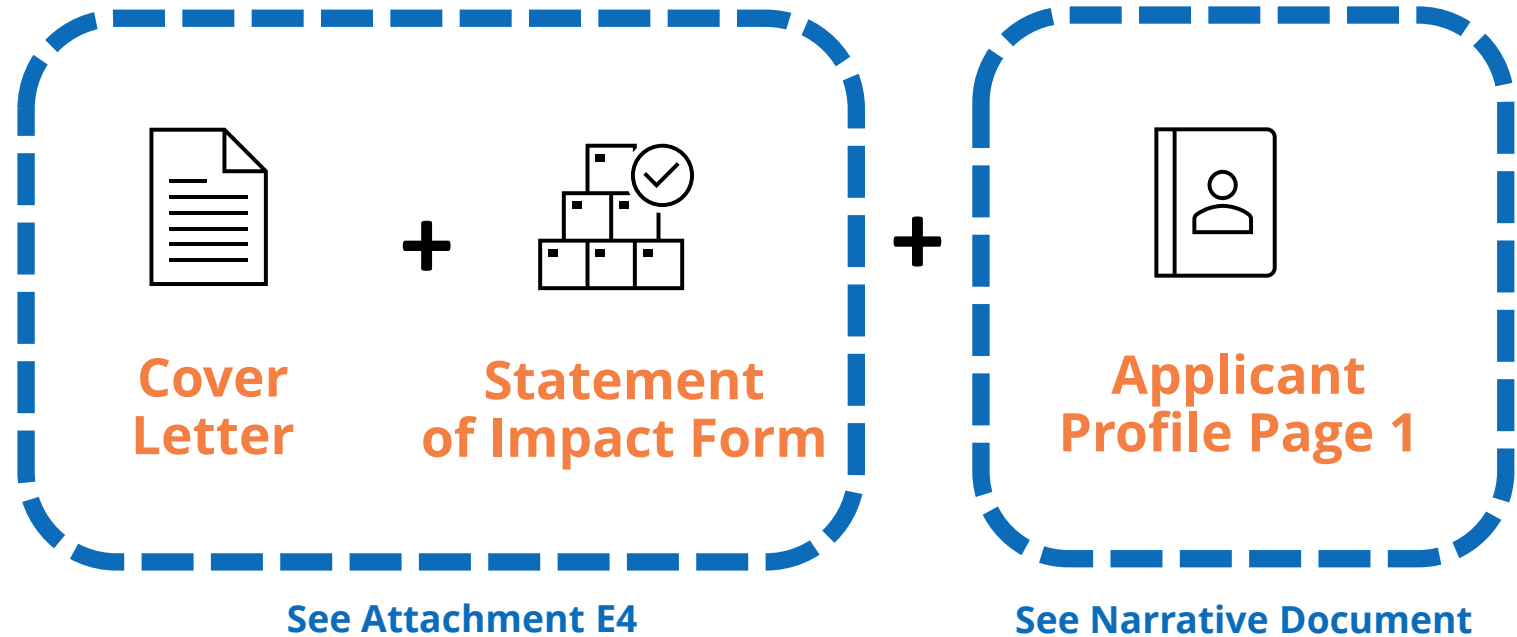 Cover
Letter
Statement
of Impact Form
Applicant
Profile Page 1
See Attachment E4
See Narrative Document